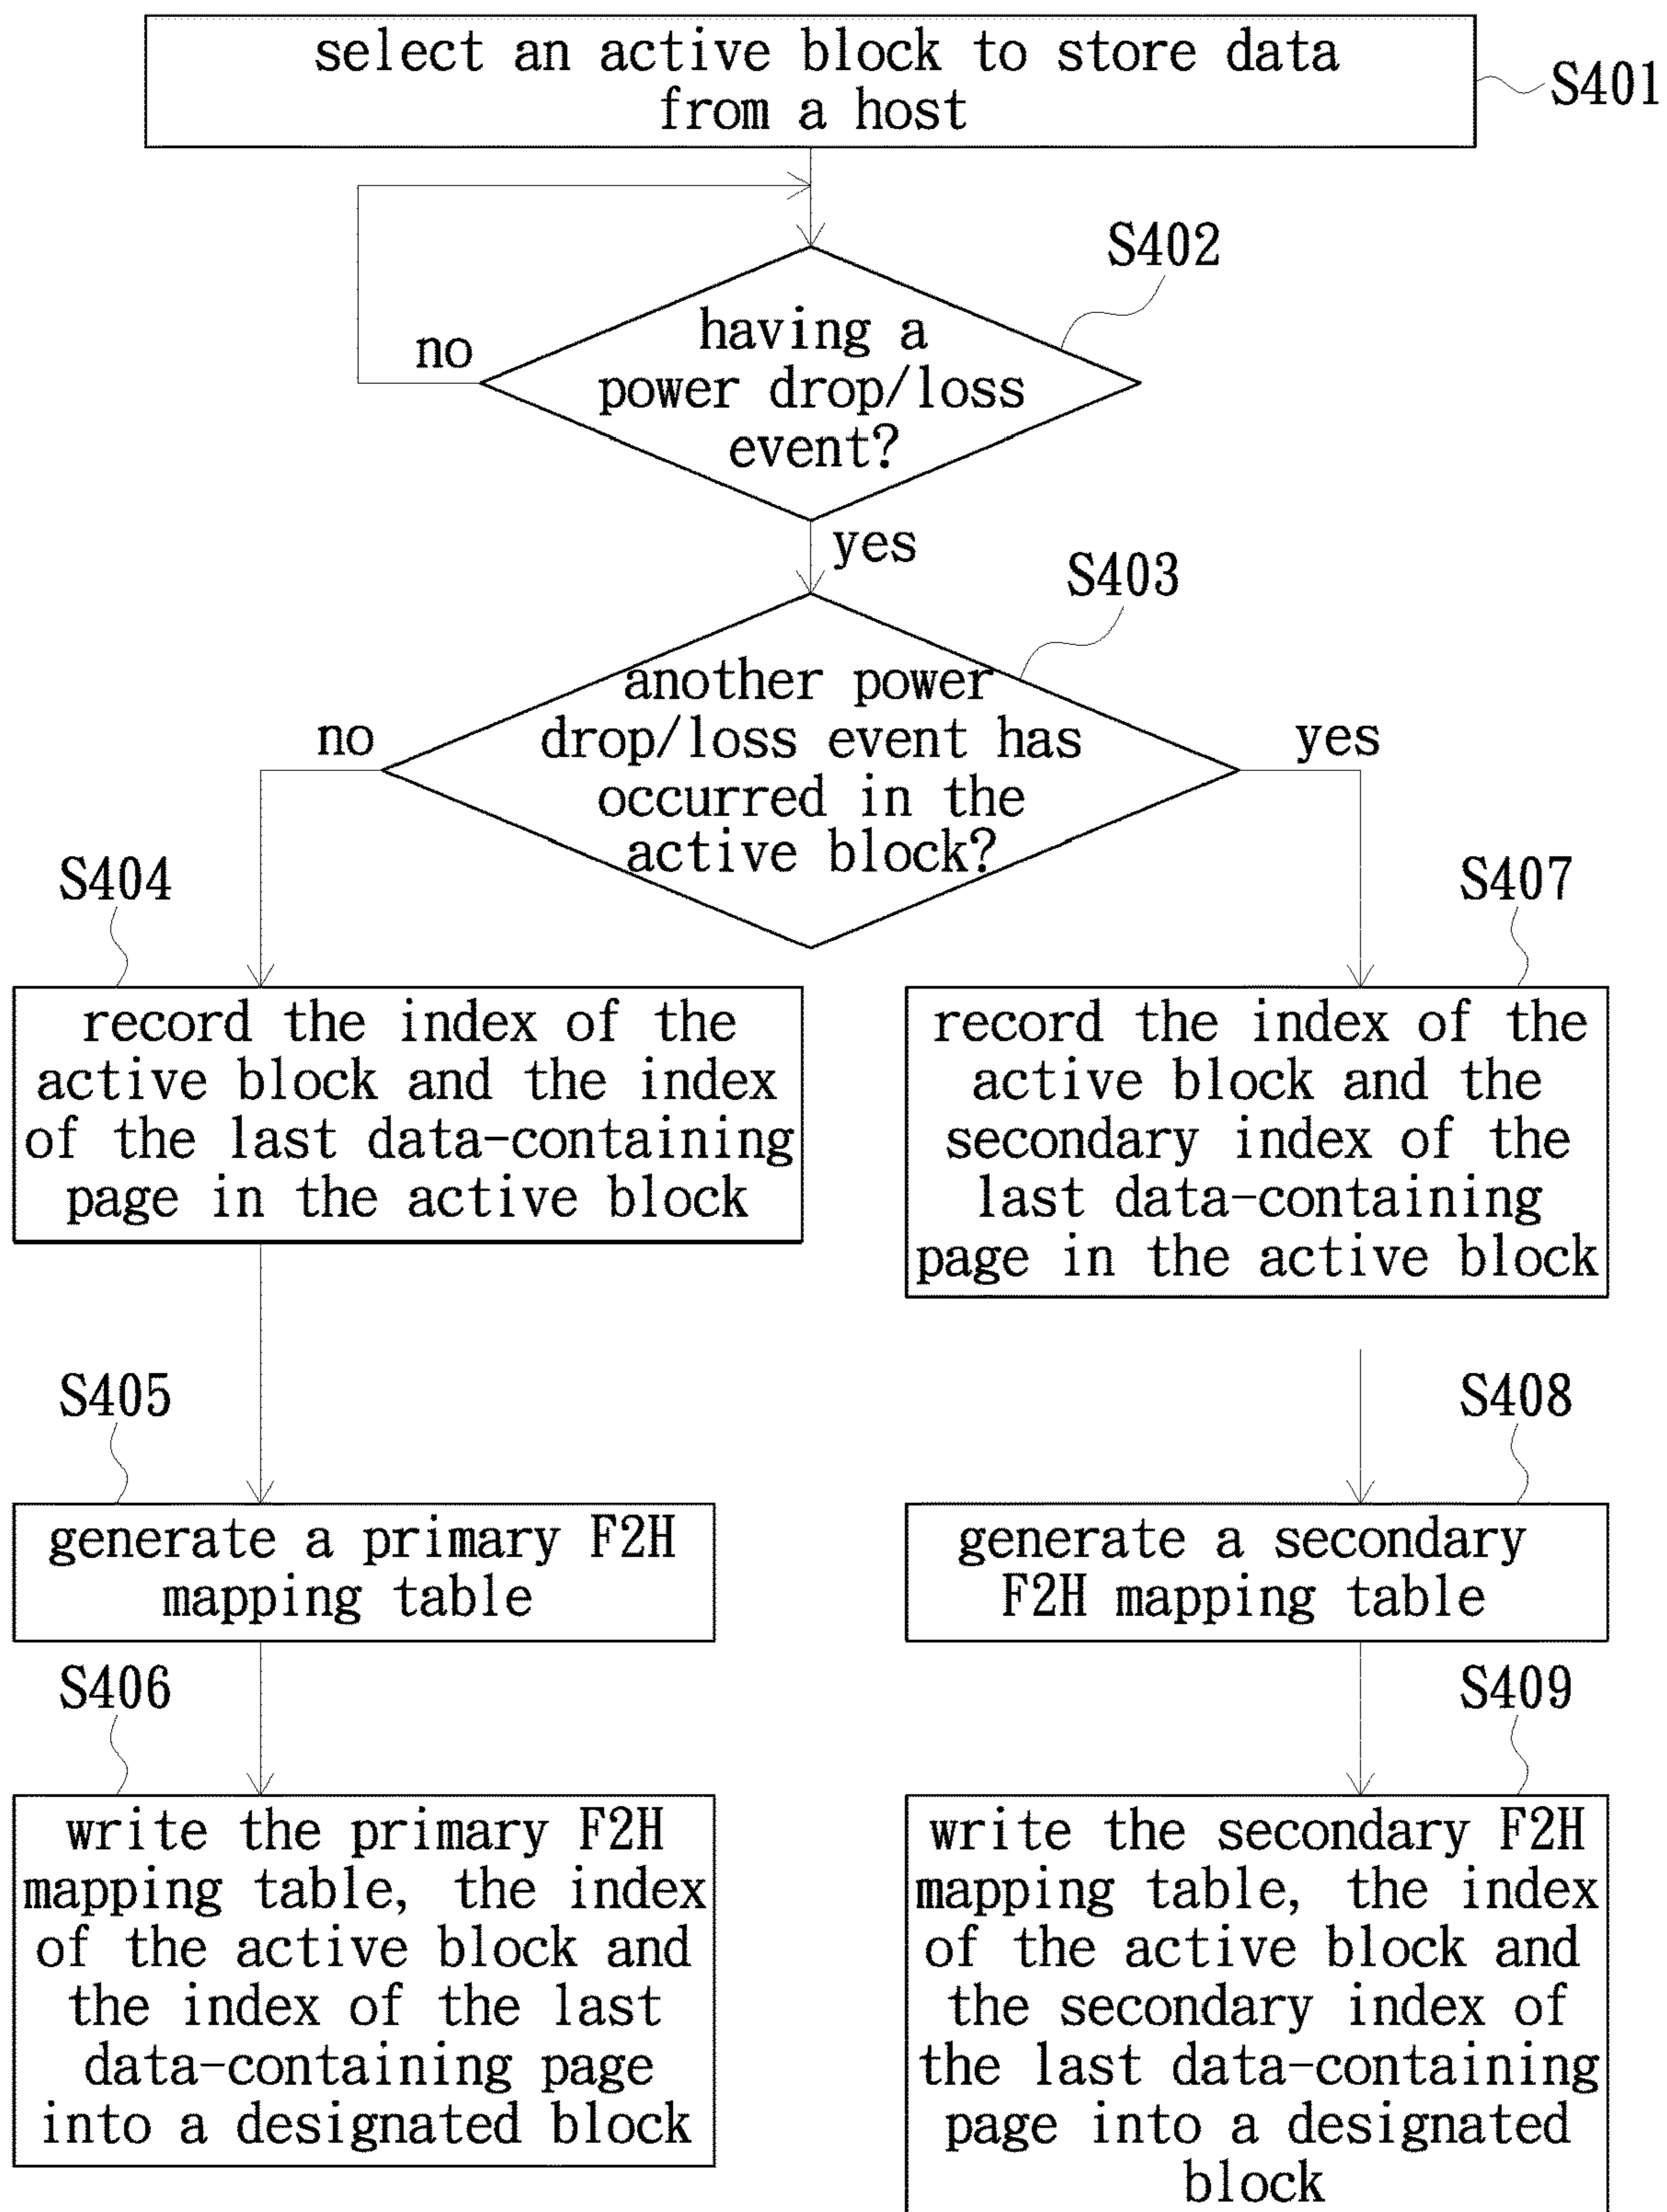 select an active block to store data
from a host
S401
S402
having a
power drop/loss
event?
no
yes
S403
another power
drop/loss event has
occurred in the
active block?
no
yes
S404
record the index of the
active block and the index
of the last data-containing
page in the active block
S407
record the index of the
active block and the
secondary index of the
last data-containing
page in the active block
S405
generate a primary F2H
mapping table
S408
generate a secondary
F2H mapping table
S406
write the primary F2H
mapping table, the index
of the active block and
the index of the last
data-containing page
into a designated block
S409
write the secondary F2H
mapping table, the index
of the active block and
the secondary index of
the last data-containing
page into a designated
block